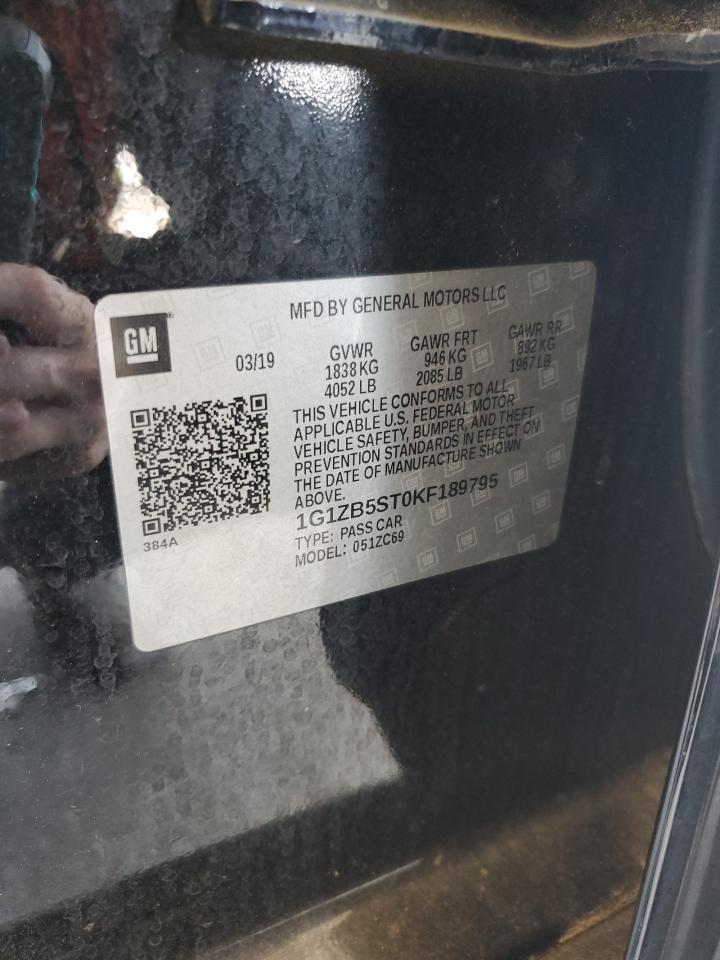 MFD BY GENERAL MOTORS LLC
GM
03/19
GVWR
1838 KG
4052 LB
GAWR FRT
946 KG
2085 LB
GAWR RR
892 KG
1967 LB
THIS VEHICLE CONFORMS TO ALL
APPLICABLE U.S. FEDERAL MOTOR
VEHICLE SAFETY, BUMPER, AND THEFT
PREVENTION STANDARDS IN EFFECT ON
THE DATE OF MANUFACTURE SHOWN
ABOVE.
1G1ZB5ST0KF189795
TYPE: PASS CAR
MODEL: 051ZC69
384A